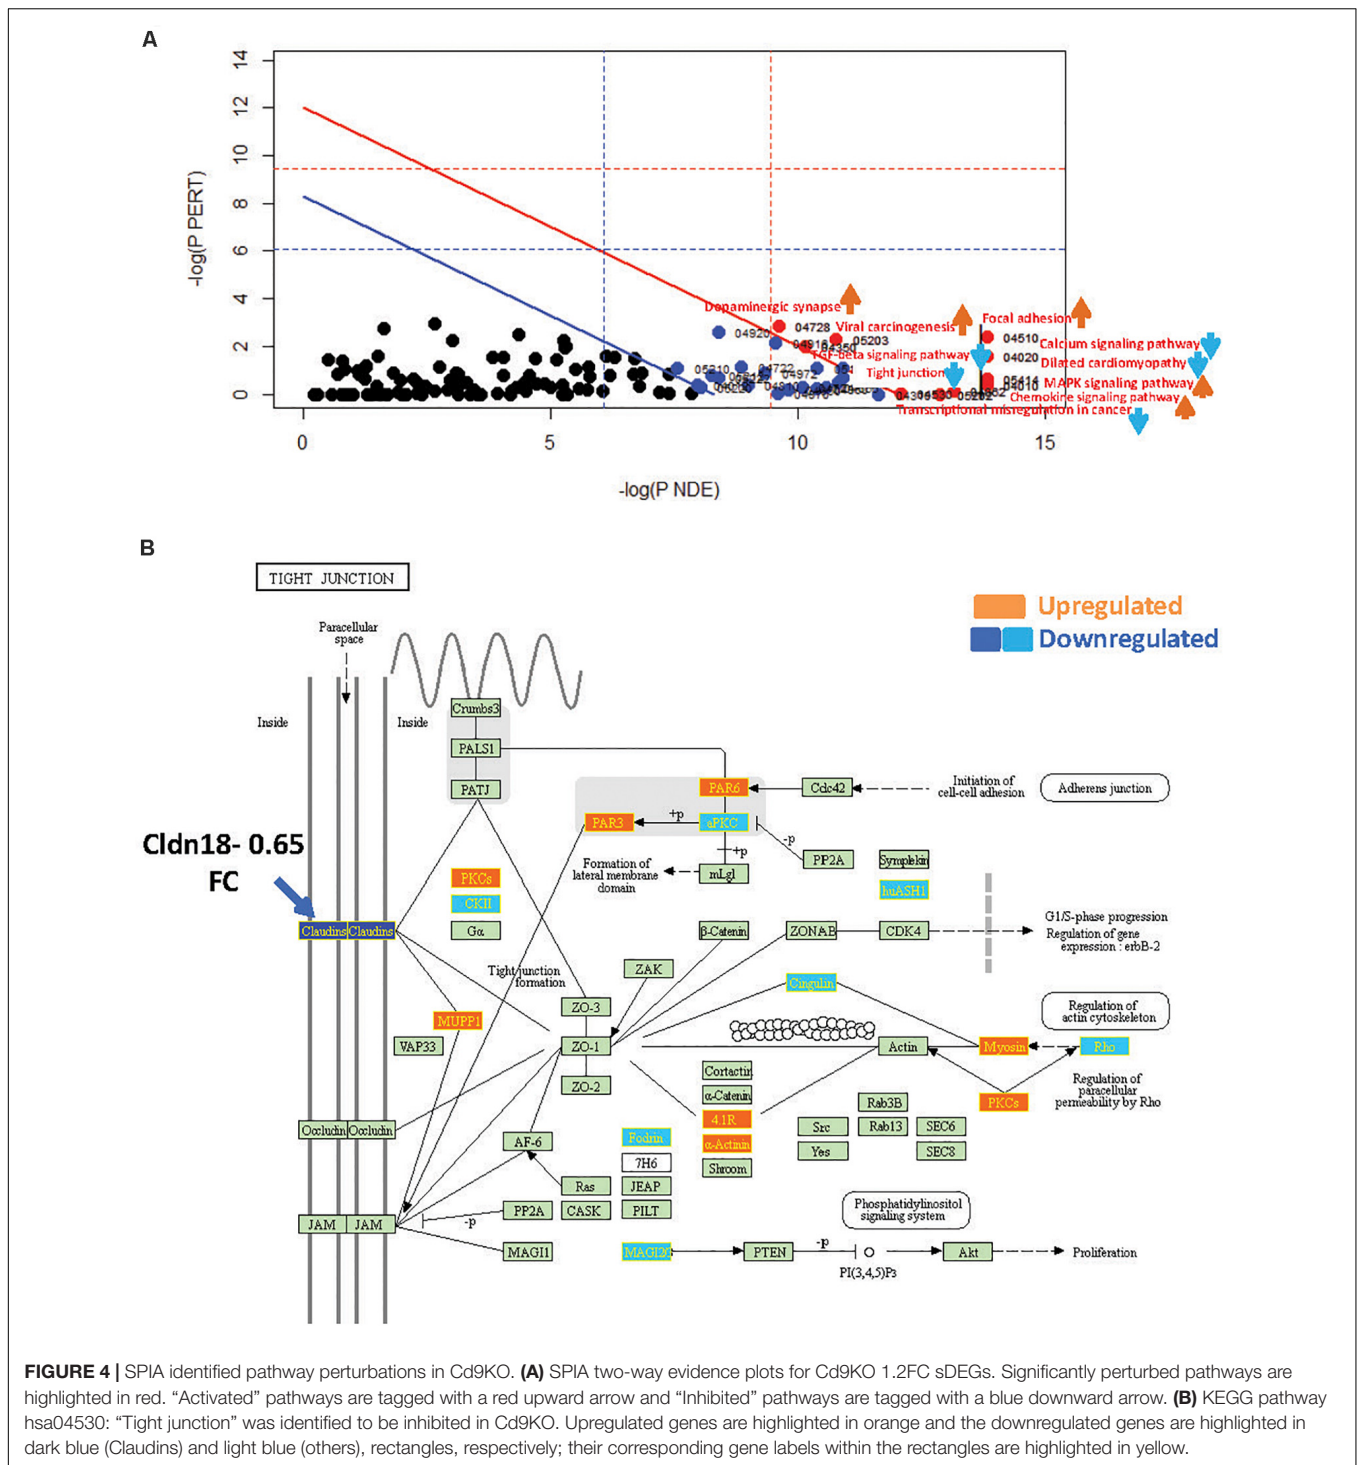 A
14
12
10
8
6
4
2
0
-log(P PERT)
Dopaminergic synapse
04728
Viral carcinogenesis
05203
Focal adhesion
04510
04920
04350
Calcium signaling pathway
TGF-beta signaling pathway
04020
Dilated cardiomyopathy
05210
04722
04972
Tight junction
05414
MAPK signaling pathway
04530
Chemokine signaling pathway
Transcriptional misregulation in cancer
0
5
10
15
-log(P NDE)
B
TIGHT JUNCTION
Upregulated
Downregulated
Paracellular
space
Inside
Inside
Crumbs3
PALS1
PATJ
PAR6
Cdc42
Initiation of
cell-cell adhesion
Adherens junction
PAR3
+p
aPKC
-p
+p
PP2A
Symplekin
Formation of
lateral membrane
domain
mLgl
huASH1
Cldn18- 0.65
FC
PKCs
CKII
Gα
Claudins
Claudins
β-Catenin
ZONAB
CDK4
G1/S-phase progression
Regulation of gene
expression : erbB-2
Tight junction
formation
ZAK
Cingulin
ZO-3
MUPP1
VAP33
ZO-1
ZO-2
Actin
Myosin
Rho
Regulation of
actin cytoskeleton
Regulation of
paracellular
permeability by Rho
PKCs
Cortactin
α-Catenin
4.1R
α-Actinin
Shroom
Rab3B
Src
Rab13
SEC6
Yes
SEC8
Occludin
Occludin
AF-6
Fodrin
7H6
Ras
JEAP
PP2A
CASK
PILT
JAM
JAM
-p
MAGI1
PTEN
-p
PI(3,4,5)P3
Akt
Proliferation
Phosphatidylinositol
signaling system
FIGURE 4 | SPIA identified pathway perturbations in Cd9KO. (A) SPIA two-way evidence plots for Cd9KO 1.2FC sDEGs. Significantly perturbed pathways are
highlighted in red. “Activated” pathways are tagged with a red upward arrow and “Inhibited” pathways are tagged with a blue downward arrow. (B) KEGG pathway
hsa04530: “Tight junction” was identified to be inhibited in Cd9KO. Upregulated genes are highlighted in orange and the downregulated genes are highlighted in
dark blue (Claudins) and light blue (others), rectangles, respectively; their corresponding gene labels within the rectangles are highlighted in yellow.